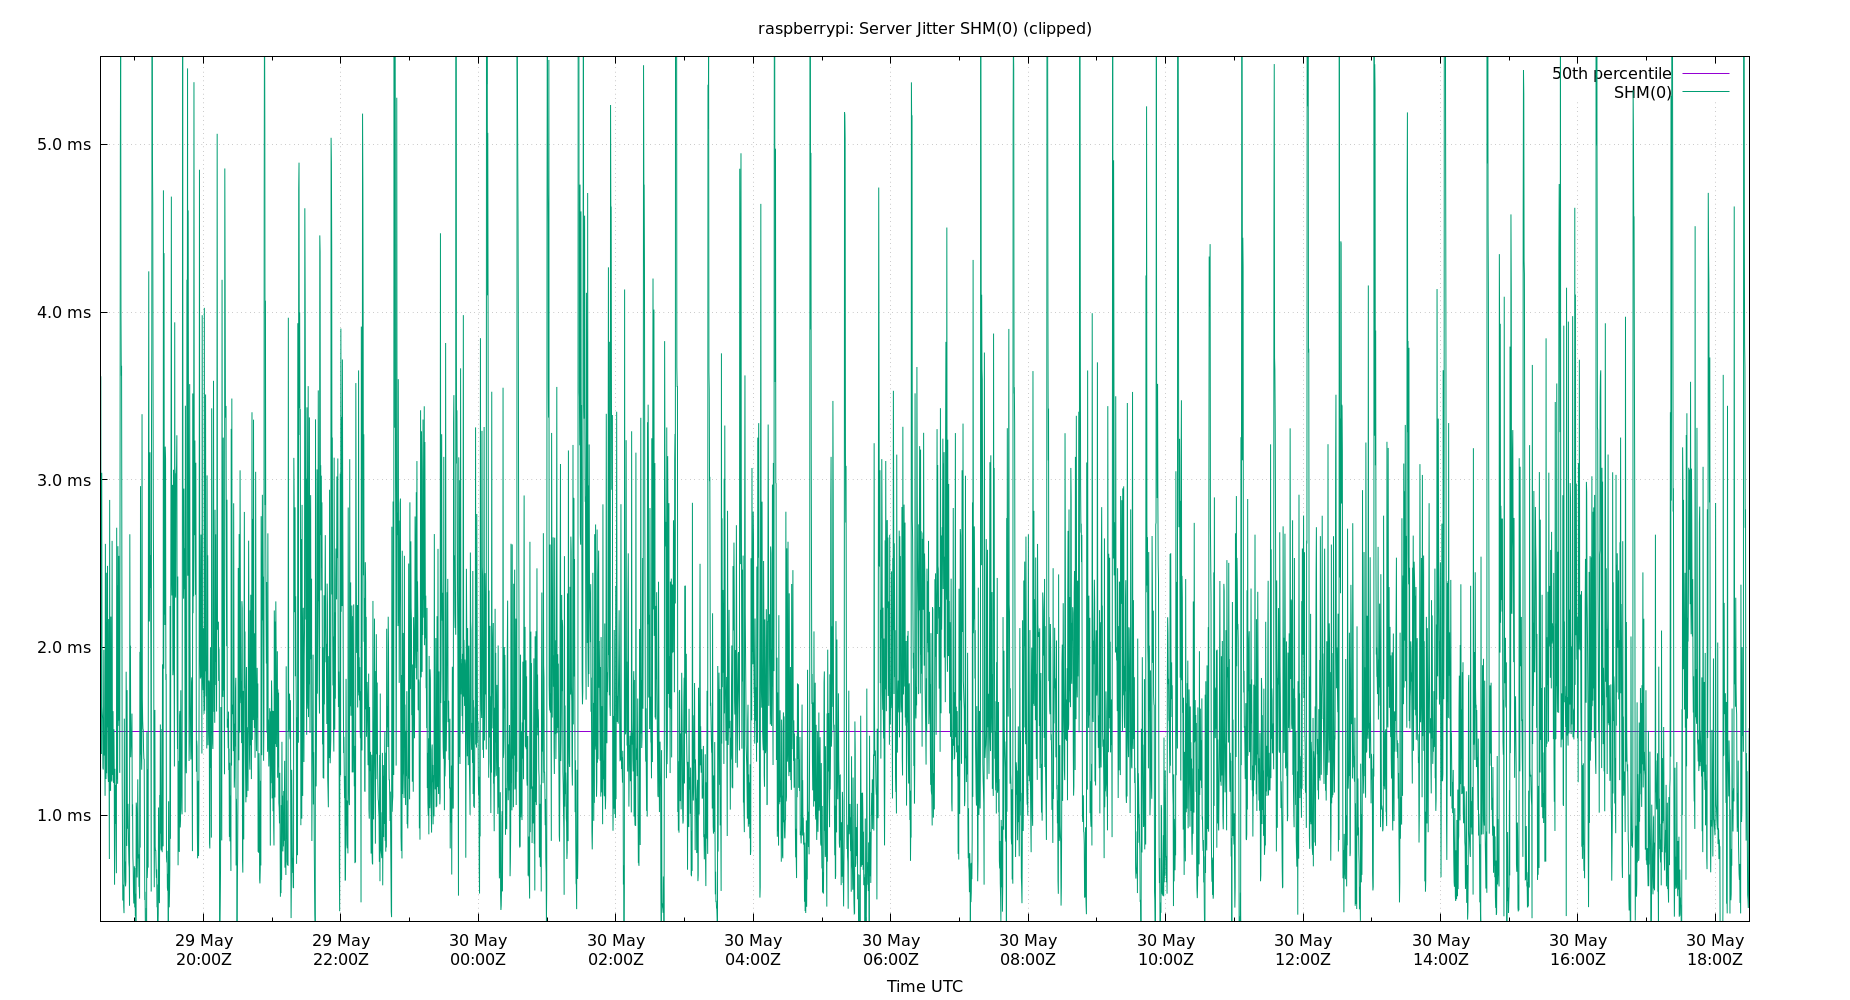 raspberrypi: Server Jitter SHM(0) (clipped)
50th percentile
SHM(0)
5.0 ms
4.0 ms
3.0 ms
2.0 ms
1.0 ms
29 May 29 May 30 May 30 May 30 May 30 May 30 May 30 May 30 May 30 May 30 May 30 May
20:00Z 22:00Z 00:00Z 02:00Z 04:00Z 06:00Z 08:00Z 10:00Z 12:00Z 14:00Z 16:00Z 18:00Z
Time UTC